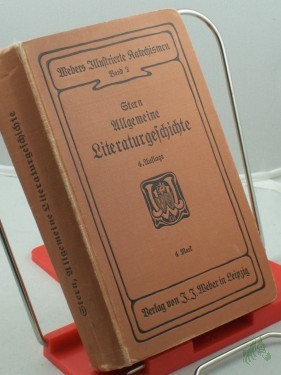 Webers Illustrierte Katechismen
Band 2
Stern
Allgemeine
Literaturgeschichte
4. Auflage
4 Mark
Verlag von J. J. Weber in Leipzig
Stern, Allgemeine Literaturgeschichte